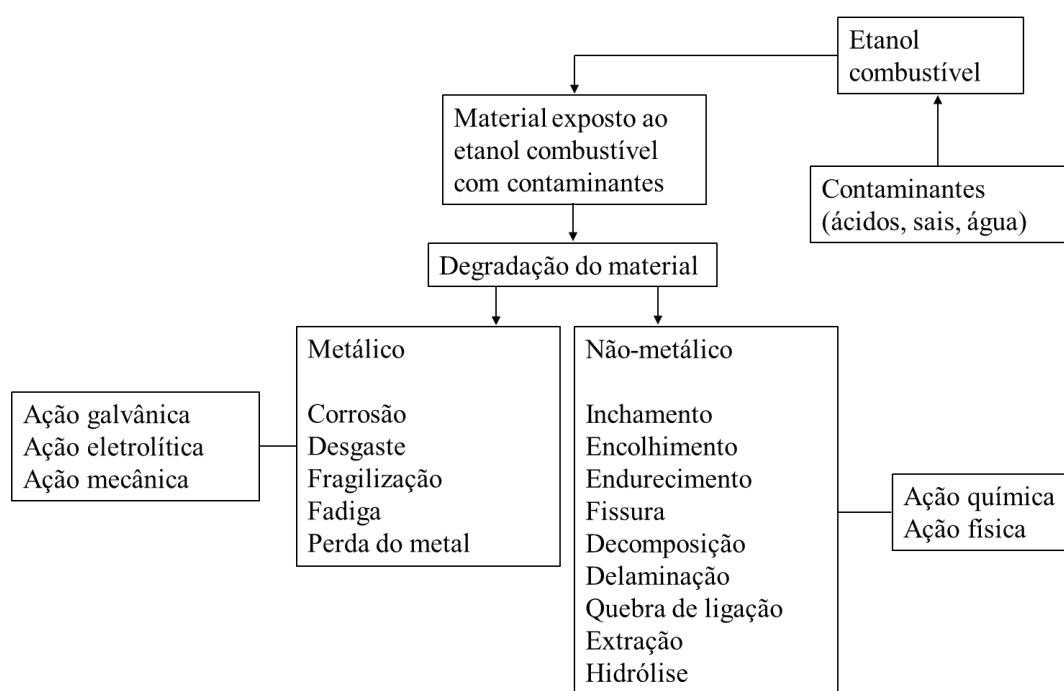 Etanol
combustível
Material exposto ao
etanol combustível
com contaminantes
Contaminantes
(ácidos, sais, água)
Degradação do material
Metálico
Corrosão
Desgaste
Fragilização
Fadiga
Perda do metal
Não-metálico
Inchamento
Encolhimento
Endurecimento
Fissura
Decomposição
Delaminação
Quebra de ligação
Extração
Hidrólise
Ação galvânica
Ação eletrolítica
Ação mecânica
Ação química
Ação física